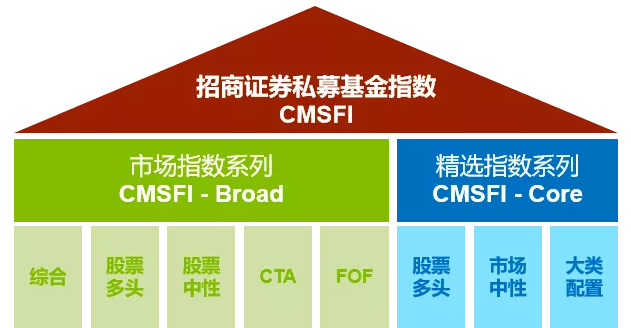 招商证券私募基金指数
CMSFI
市场指数系列
CMSFI - Broad
精选指数系列
CMSFI - Core
综合
股票
多头
股票
中性
CTA
FOF
股票
多头
市场
中性
大类
配置